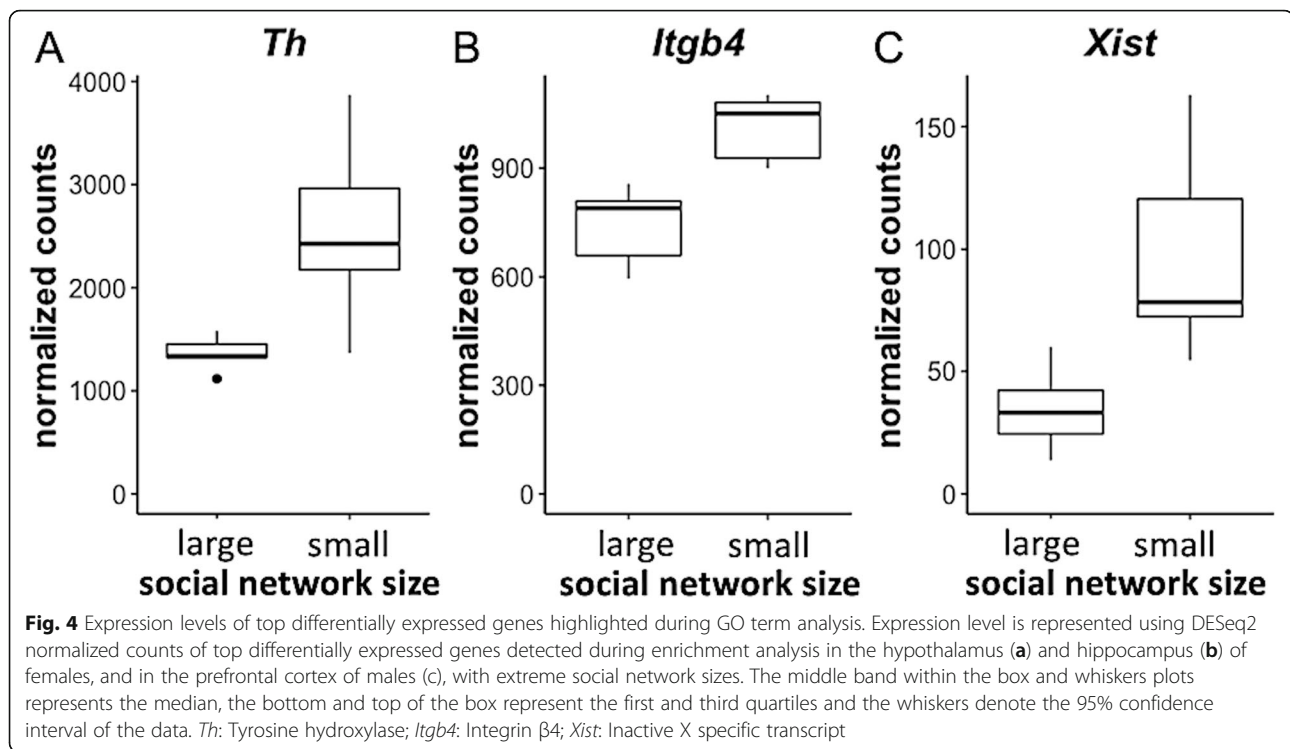 A Th B Itgb4 C Xist
normalized counts
4000
3000
2000
1000
0
large small
social network size
normalized counts
900
600
300
0
large small
social network size
normalized counts
150
100
50
0
large small
social network size
Fig. 4 Expression levels of top differentially expressed genes highlighted during GO term analysis. Expression level is represented using DESeq2
normalized counts of top differentially expressed genes detected during enrichment analysis in the hypothalamus (a) and hippocampus (b) of
females, and in the prefrontal cortex of males (c), with extreme social network sizes. The middle band within the box and whiskers plots
represents the median, the bottom and top of the box represent the first and third quartiles and the whiskers denote the 95% confidence
interval of the data. Th: Tyrosine hydroxylase; Itgb4: Integrin β4; Xist: Inactive X specific transcript